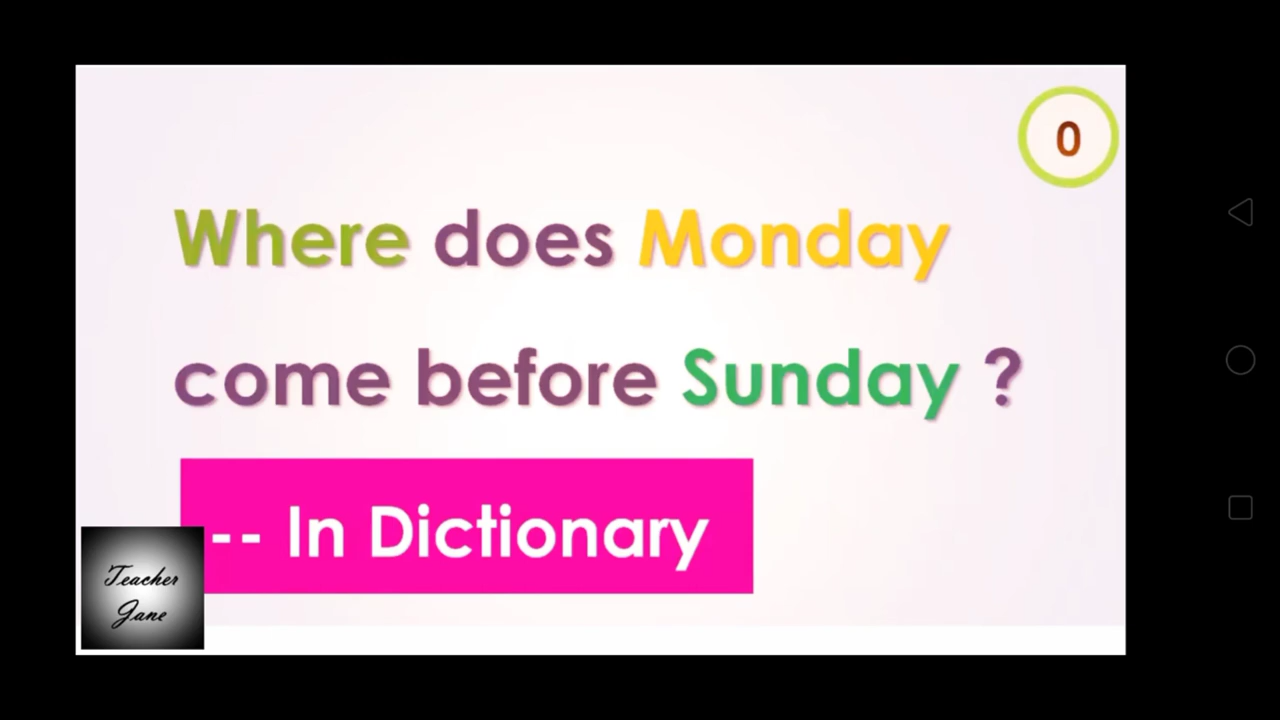 0
Where does Monday
come before Sunday ?
-- In Dictionary
Teacher
Jane